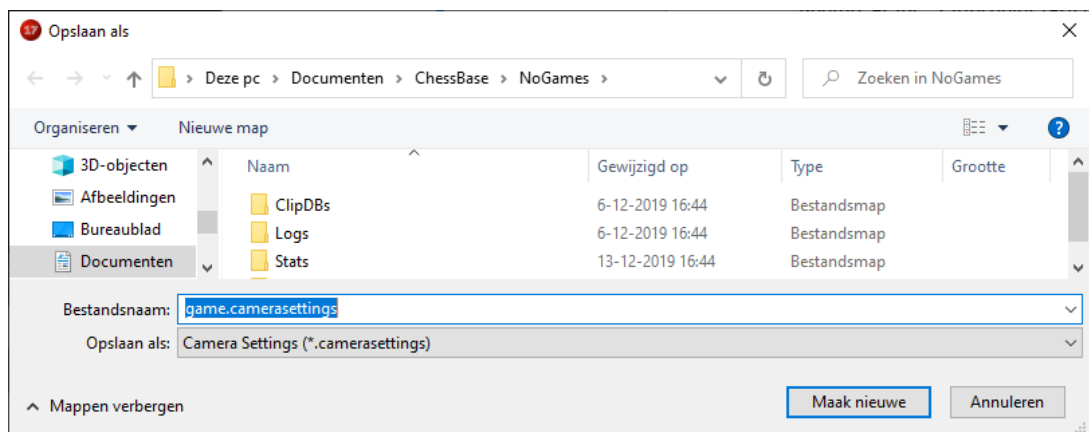 17 Opslaan als
Deze pc > Documenten > ChessBase > NoGames >
Zoeken in NoGames
Organiseren
Nieuwe map
?
3D-objecten
Afbeeldingen
Bureaublad
Documenten
Naam
Gewijzigd op
Type
Grootte
ClipDBs
6-12-2019 16:44
Bestandsmap
Logs
6-12-2019 16:44
Bestandsmap
Stats
13-12-2019 16:44
Bestandsmap
Bestandsnaam: game.camerasettings
Opslaan als: Camera Settings (*.camerasettings)
Mappen verbergen
Maak nieuwe
Annuleren